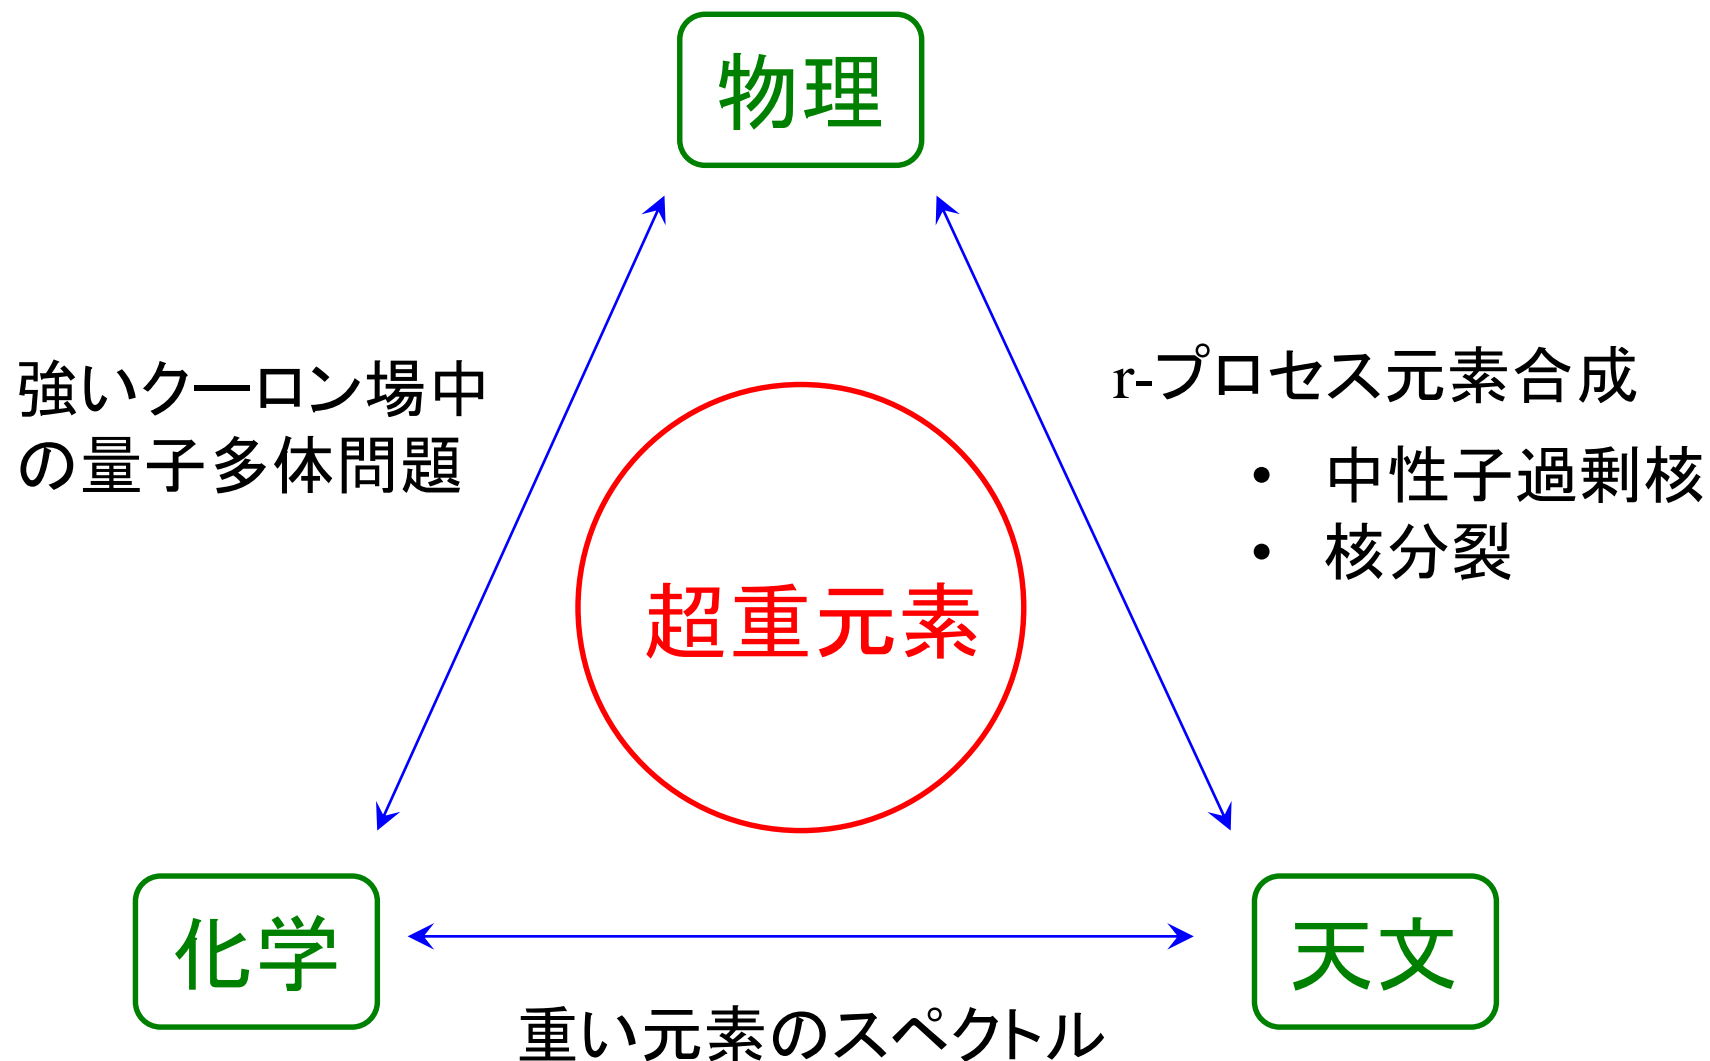 物理
強いクーロン場中
の量子多体問題
r-プロセス元素合成
• 中性子過剰核
• 核分裂
超重元素
化学
天文
重い元素のスペクトル